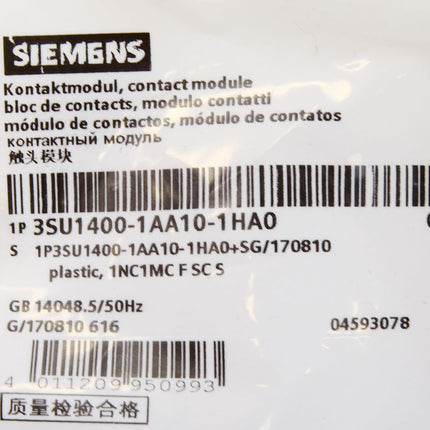 SIEMENS
Kontaktmodul, contact module
bloc de contacts, modulo contatti
módulo de contactos, módulo de contatos
контактный модуль
触头模块
1P 3SU1400-1AA10-1HA0
S 1P3SU1400-1AA10-1HA0+SG/170810
plastic, 1NC1MC F SC S
GB 14048.5/50Hz
G/170810 616 04593078
4 011209 950993
质量检验合格